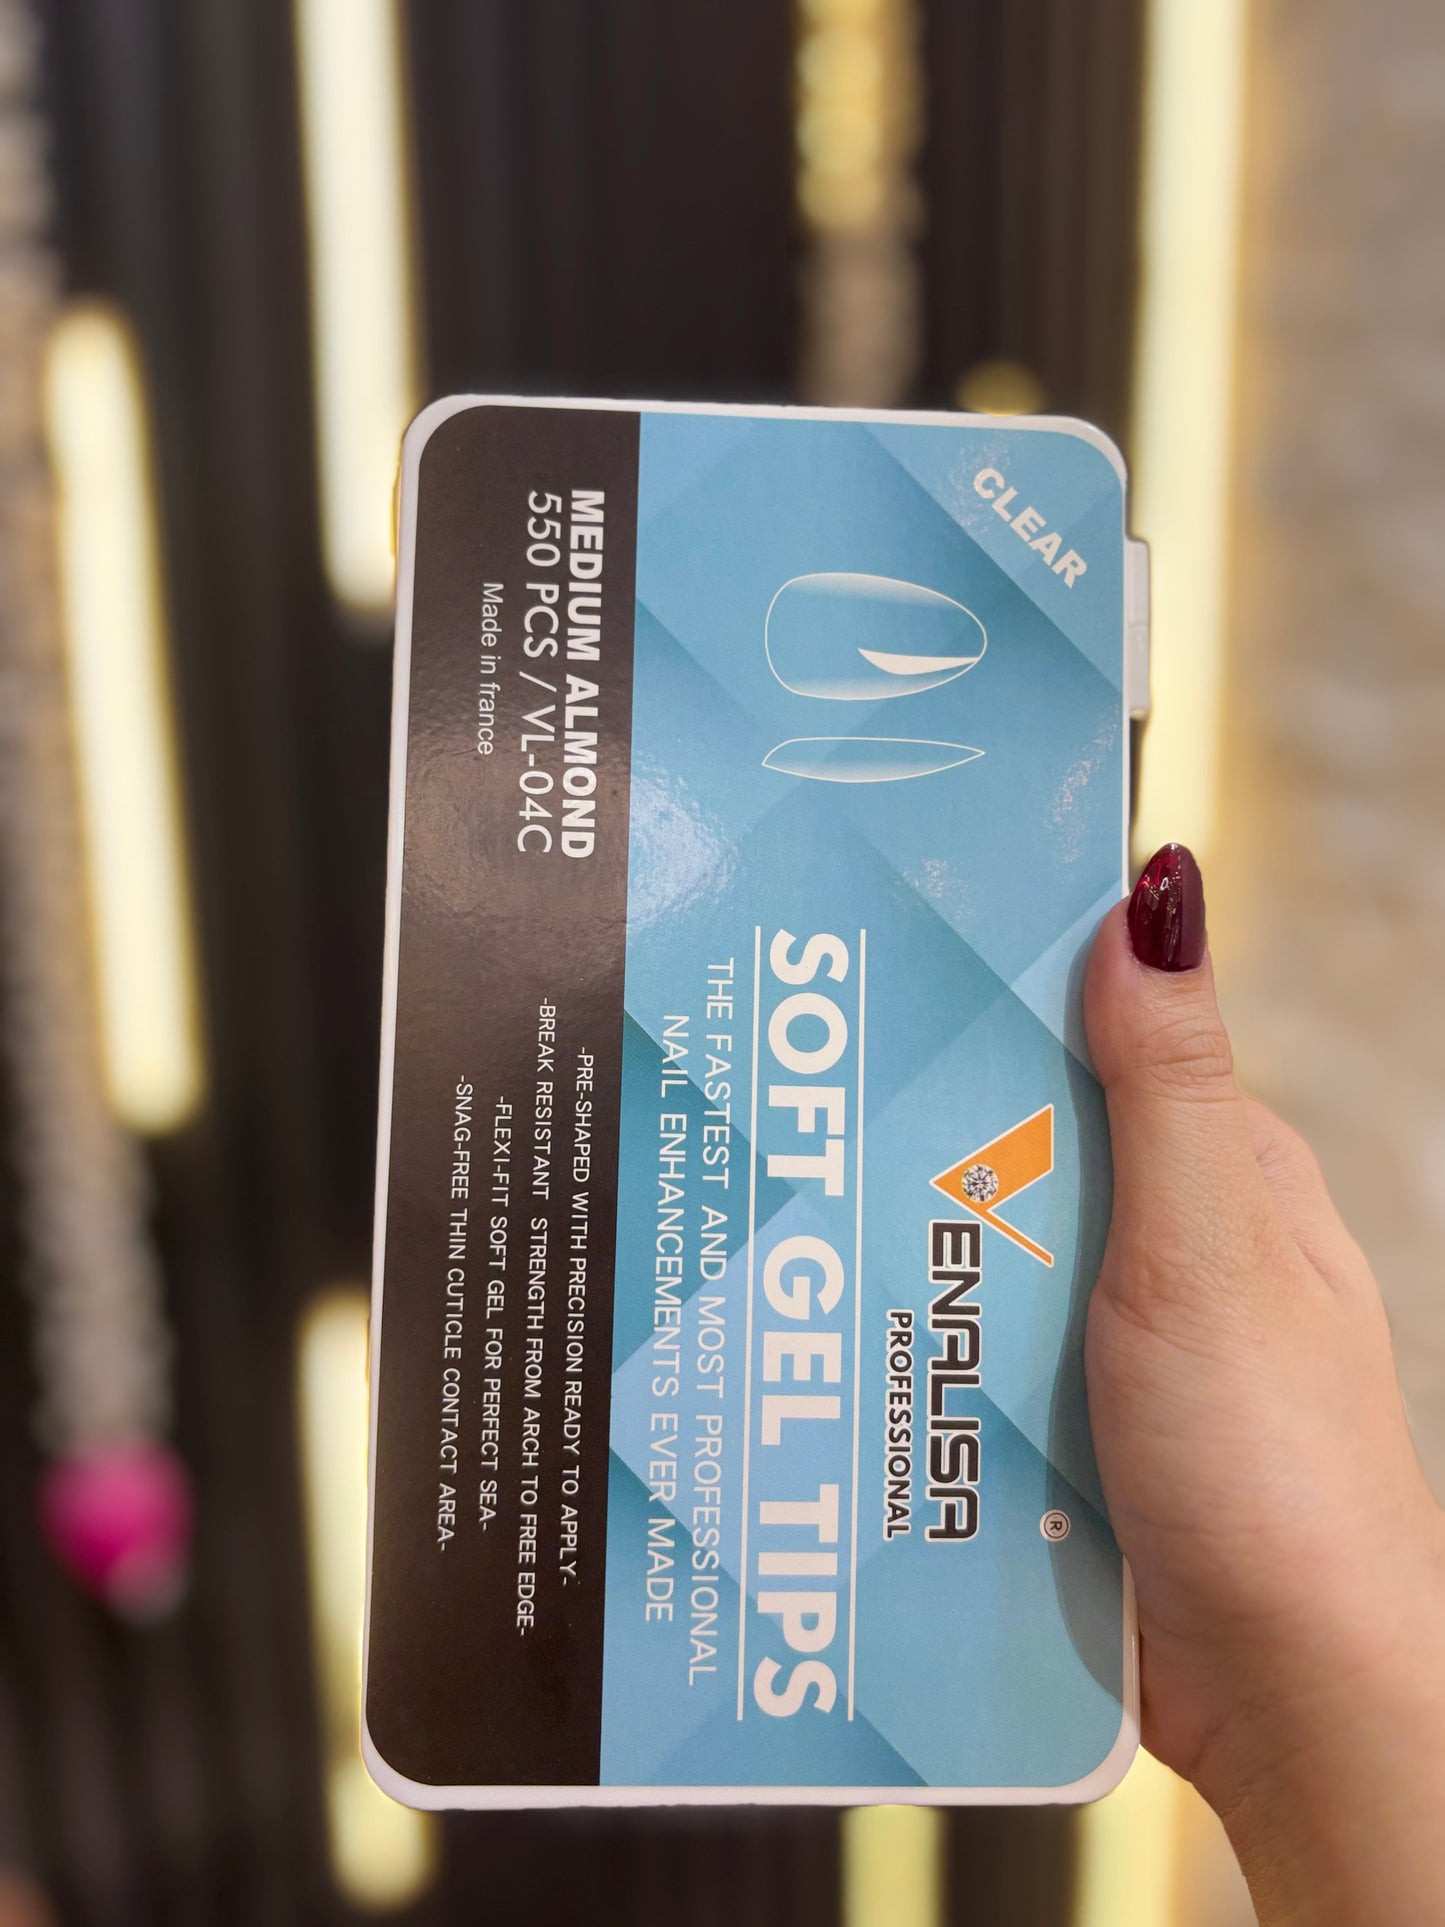 CLEAR
VENALISA ®
PROFESSIONAL
SOFT GEL TIPS
THE FASTEST AND MOST PROFESSIONAL
NAIL ENHANCEMENTS EVER MADE
MEDIUM ALMOND
550 PCS / VL-04C
Made in france
-PRE-SHAPED WITH PRECISION READY TO APPLY-
-BREAK RESISTANT STRENGTH FROM ARCH TO FREE EDGE-
-FLEXI-FIT SOFT GEL FOR PERFECT SEA-
-SNAG-FREE THIN CUTICLE CONTACT AREA-